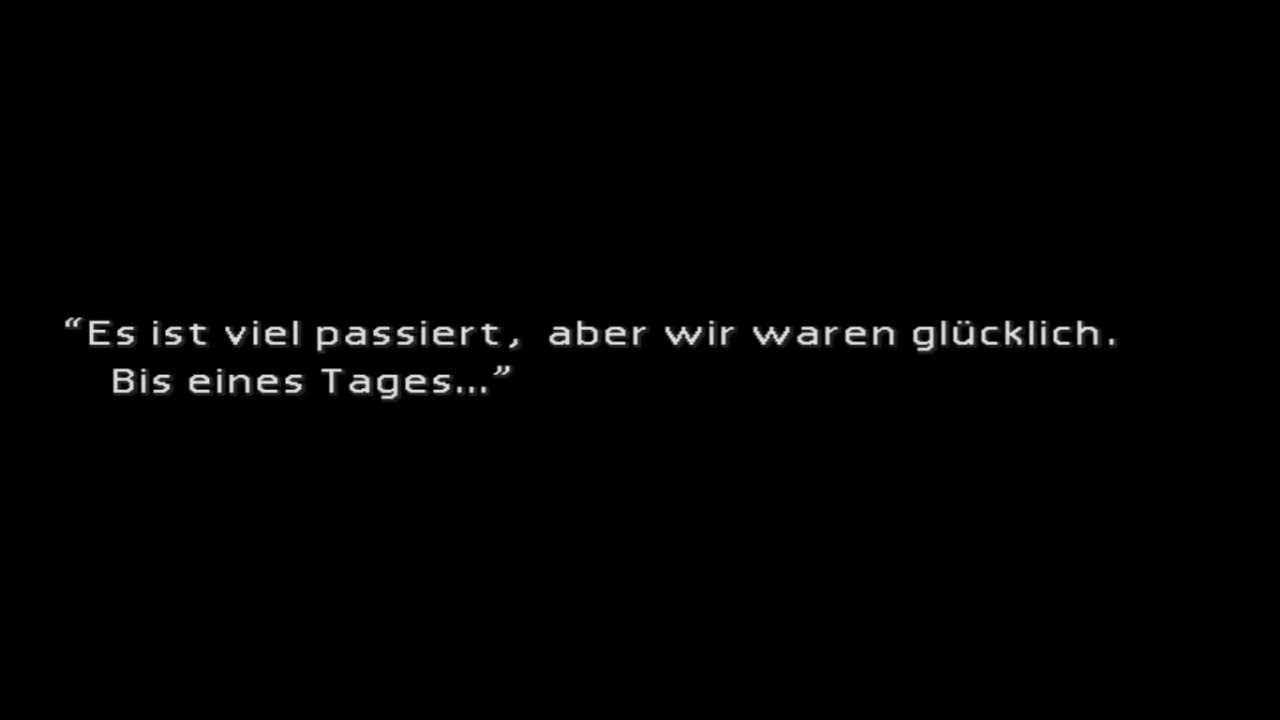 “Es ist viel passiert, aber wir waren glücklich.
Bis eines Tages...”